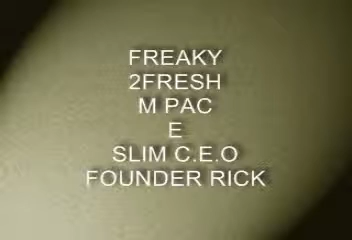 FREAKY
2FRESH
M PAC
E
SLIM C.E.O
FOUNDER RICK